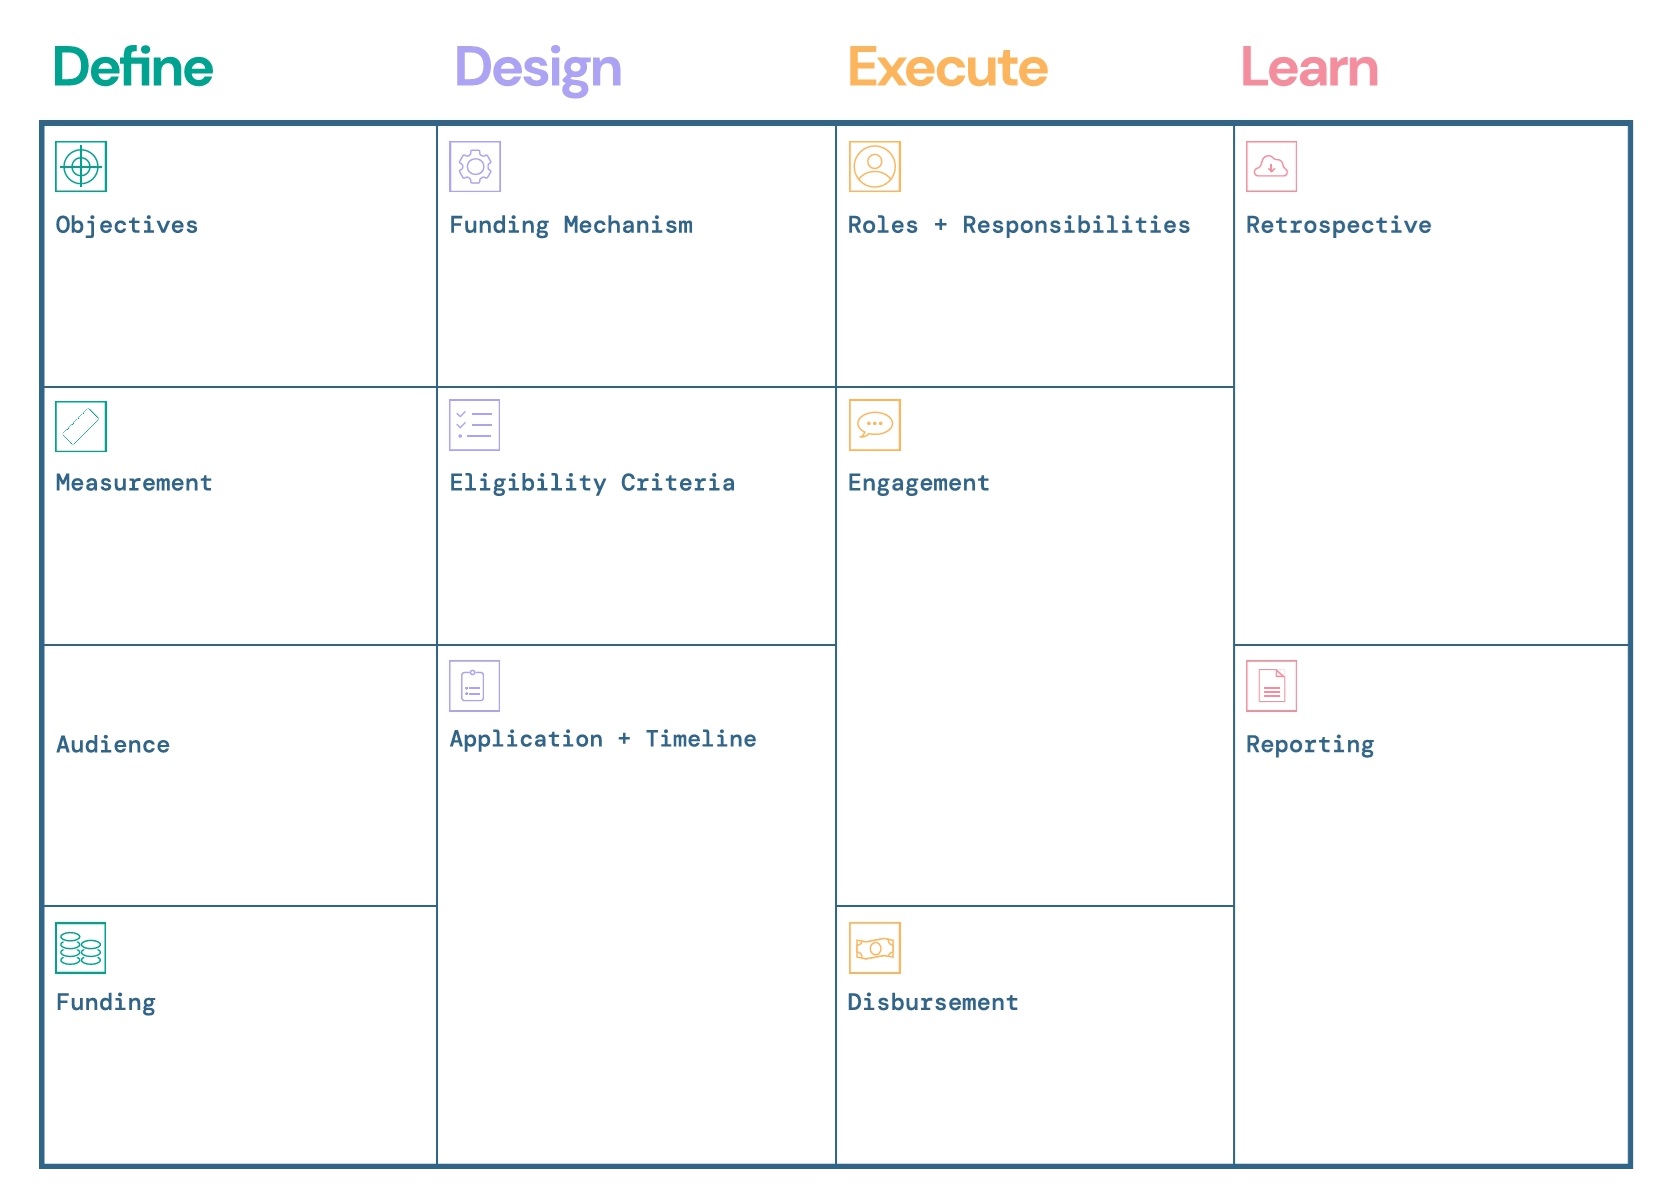 Define
Design
Execute
Learn
Objectives
Funding Mechanism
Roles + Responsibilities
Retrospective
Measurement
Eligibility Criteria
Engagement
Audience
Application + Timeline
Reporting
Funding
Disbursement